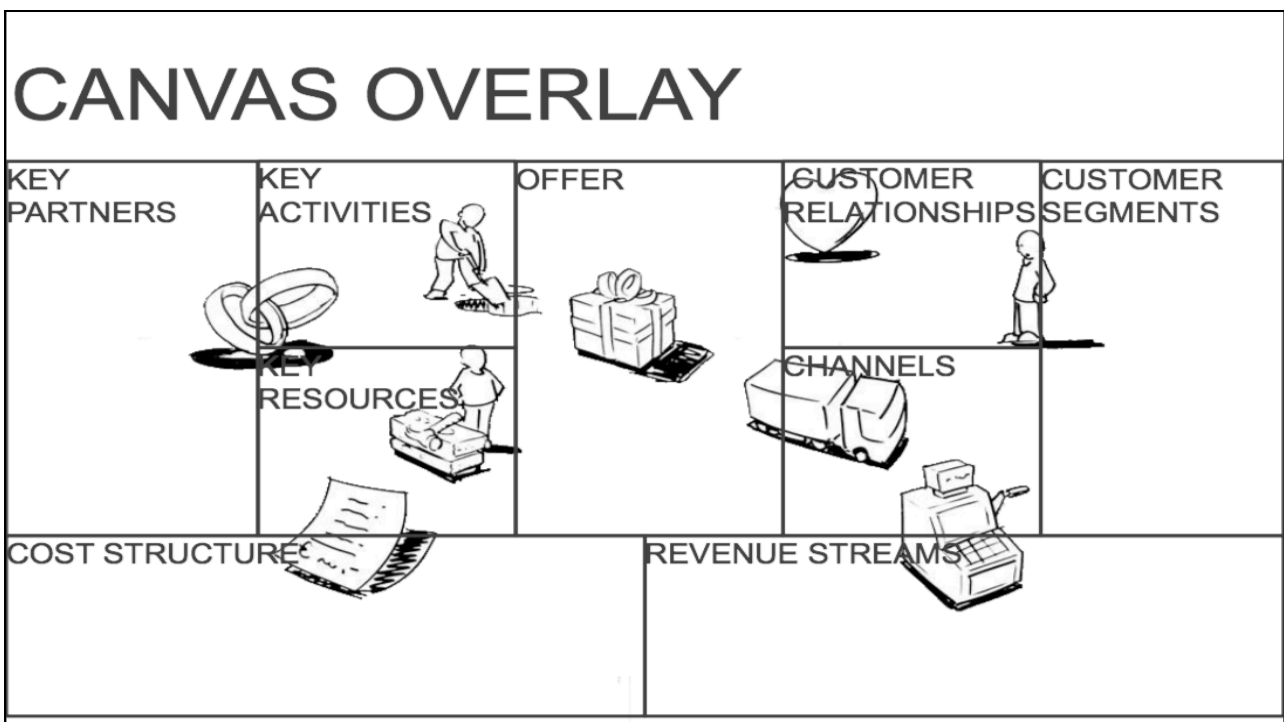 CANVAS OVERLAY
KEY
PARTNERS
KEY
ACTIVITIES
OFFER
CUSTOMER
RELATIONSHIPS
CUSTOMER
SEGMENTS
KEY
RESOURCES
CHANNELS
COST STRUCTURE
REVENUE STREAMS